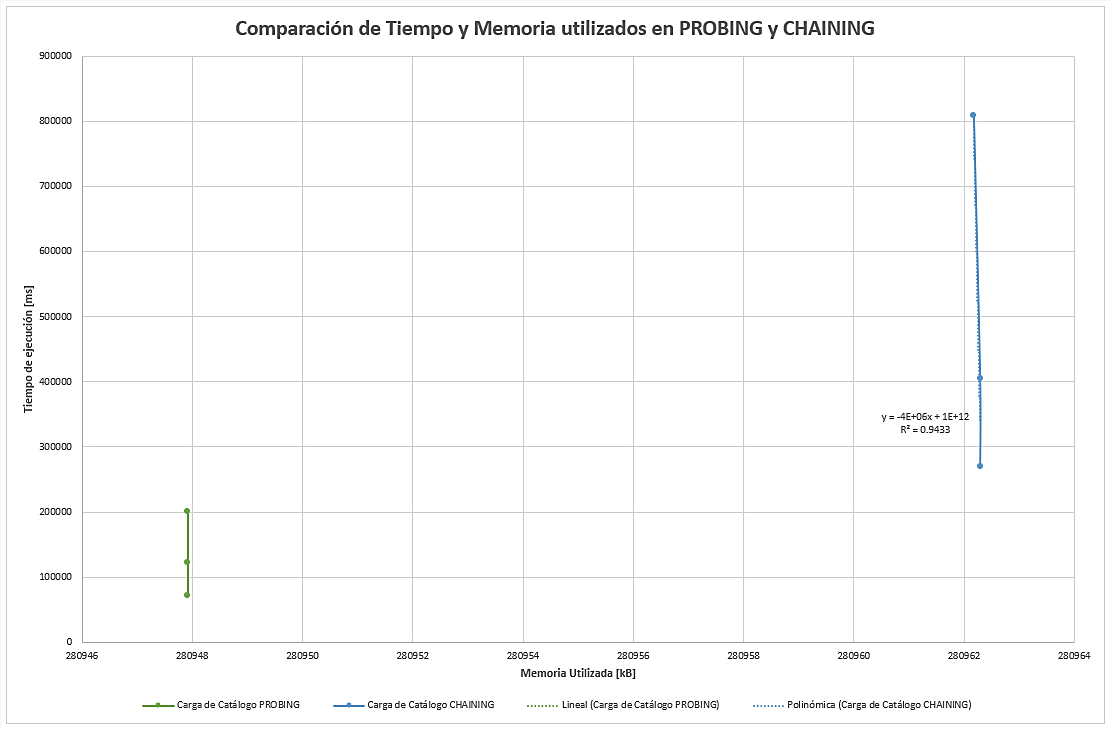 Comparación de Tiempo y Memoria utilizados en PROBING y CHAINING
900000
800000
700000
600000
500000
400000
300000
200000
100000
0
Tiempo de ejecución [ms]
y = -4E+06x + 1E+12
R² = 0.9433
280946 280948 280950 280952 280954 280956 280958 280960 280962 280964
Memoria Utilizada [kB]
Carga de Catálogo PROBING Carga de Catálogo CHAINING Lineal (Carga de Catálogo PROBING) Polinómica (Carga de Catálogo CHAINING)